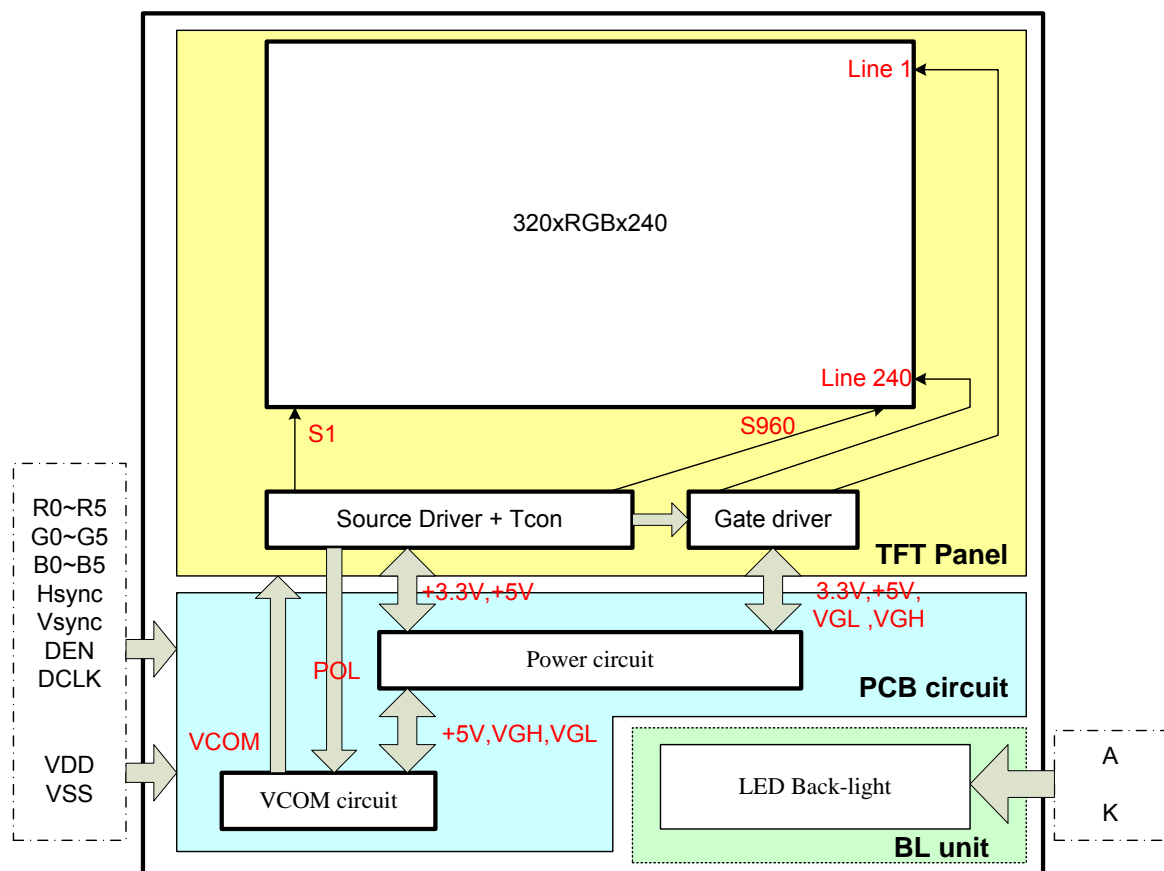 Line 1
320xRGBx240
Line 240
S1
S960
Source Driver + Tcon
Gate driver
TFT Panel
R0~R5
G0~G5
B0~B5
Hsync
Vsync
DEN
DCLK
VDD
VSS
+3.3V,+5V
3.3V,+5V,
VGL ,VGH
Power circuit
POL
PCB circuit
VCOM
+5V,VGH,VGL
VCOM circuit
LED Back-light
BL unit
A
K